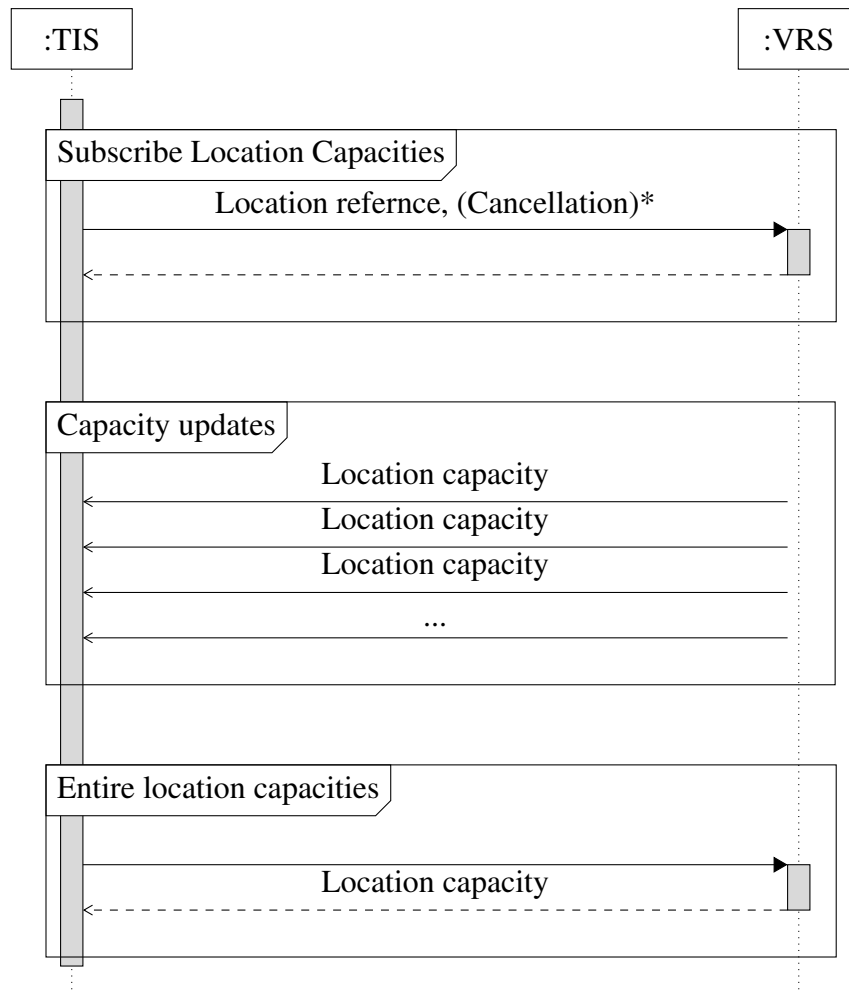 :TIS
:VRS
Subscribe Location Capacities
Location refernce, (Cancellation)*
Capacity updates
Location capacity
Location capacity
Location capacity
...
Entire location capacities
Location capacity